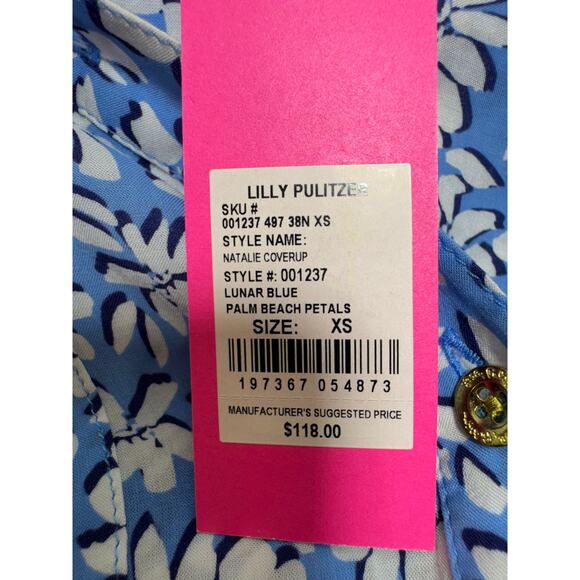 LILLY PULITZER
SKU #
001237 497 38N XS
STYLE NAME:
NATALIE COVERUP
STYLE #: 001237
LUNAR BLUE
PALM BEACH PETALS
SIZE: XS
197367 054873
MANUFACTURER'S SUGGESTED PRICE
$118.00